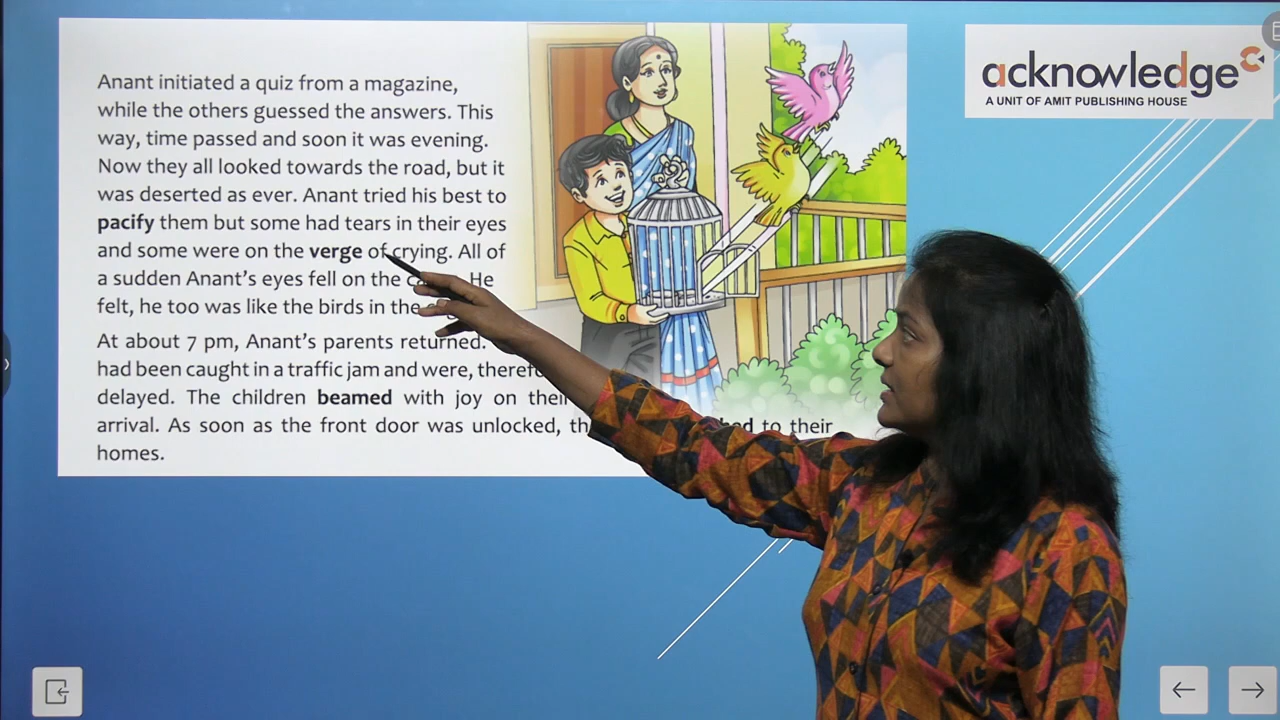 Anant initiated a quiz from a magazine,
while the others guessed the answers. This
way, time passed and soon it was evening.
Now they all looked towards the road, but it
was deserted as ever. Anant tried his best to
pacify them but some had tears in their eyes
and some were on the verge of crying. All of
a sudden Anant's eyes fell on the He
felt, he too was like the birds in the
At about 7 pm, Anant's parents returned.
had been caught in a traffic jam and were,
delayed. The children beamed with joy on their
arrival. As soon as the front door was unlocked, to their
homes.
acknowledge
A UNIT OF AMIT PUBLISHING HOUSE